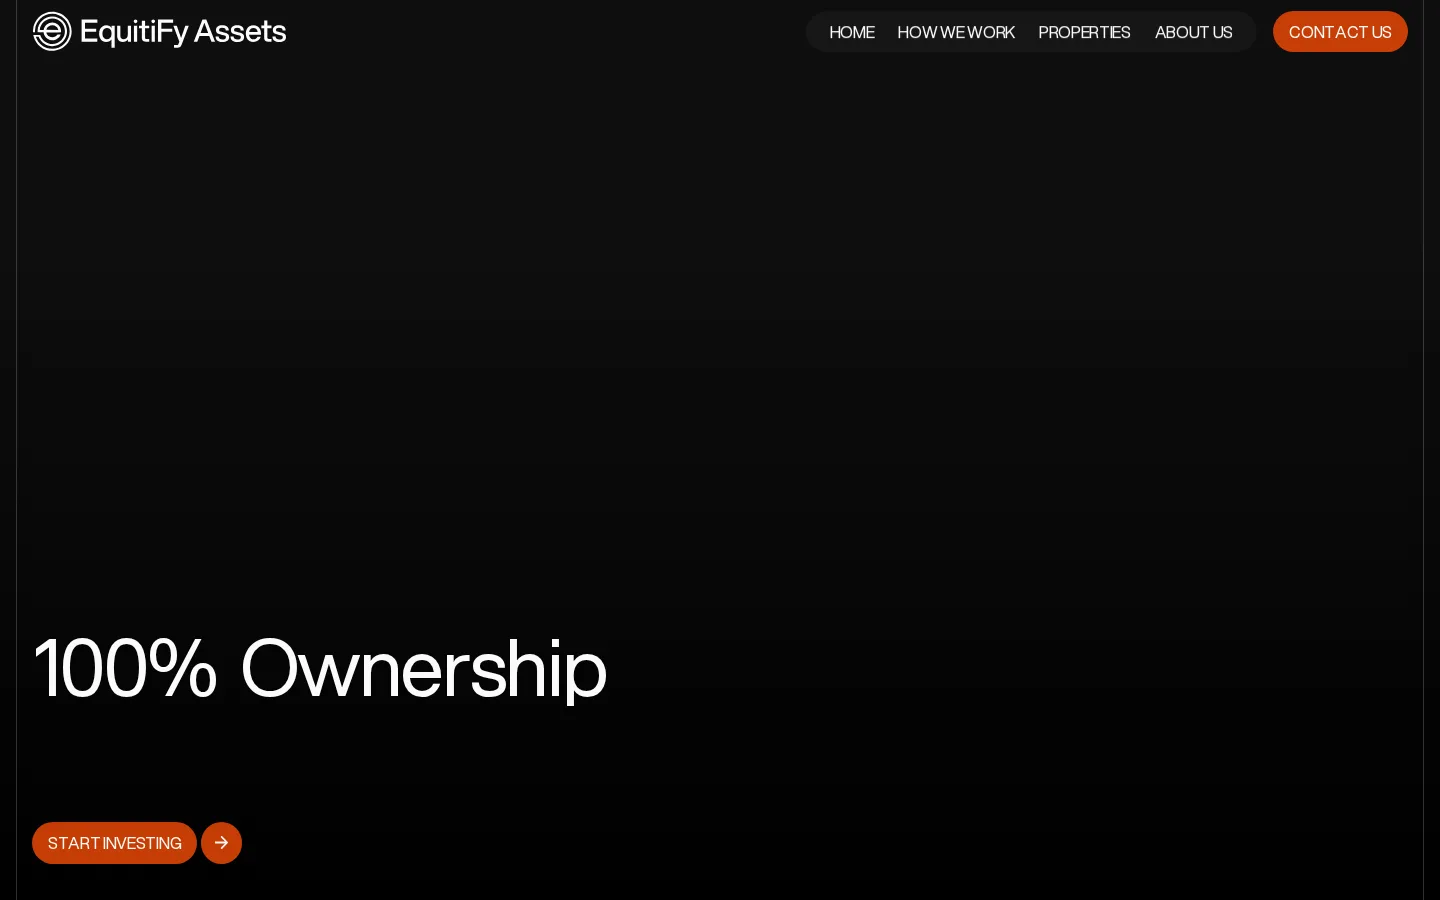 EquitiFy Assets
HOME
HOW WE WORK
PROPERTIES
ABOUT US
CONTACT US
100% Ownership
START INVESTING